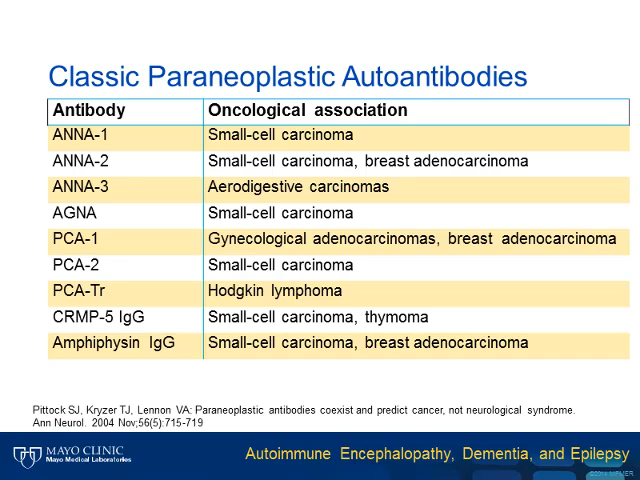 Classic Paraneoplastic Autoantibodies
Antibody Oncological association
ANNA-1 Small-cell carcinoma
ANNA-2 Small-cell carcinoma, breast adenocarcinoma
ANNA-3 Aerodigestive carcinomas
AGNA Small-cell carcinoma
PCA-1 Gynecological adenocarcinomas, breast adenocarcinoma
PCA-2 Small-cell carcinoma
PCA-Tr Hodgkin lymphoma
CRMP-5 IgG Small-cell carcinoma, thymoma
Amphiphysin IgG Small-cell carcinoma, breast adenocarcinoma
Pittock SJ, Kryzer TJ, Lennon VA: Paraneoplastic antibodies coexist and predict cancer, not neurological syndrome.
Ann Neurol. 2004 Nov;56(5):715-719
MAYO CLINIC
Mayo Medical Laboratories
Autoimmune Encephalopathy, Dementia, and Epilepsy